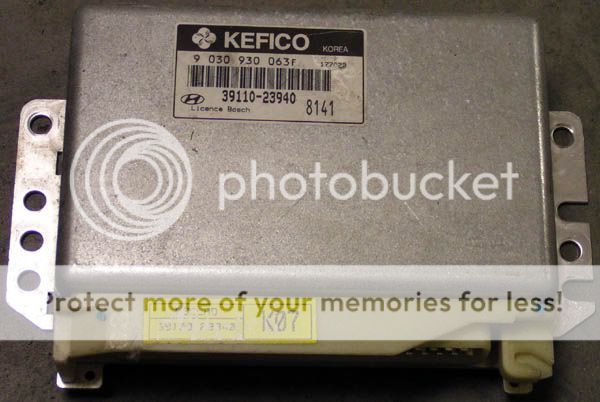 KEFICO
KOREA
9 030 930 063F
39110-23940
Licence Bosch
8141
photobucket
Protect more of your memories for less!
K07